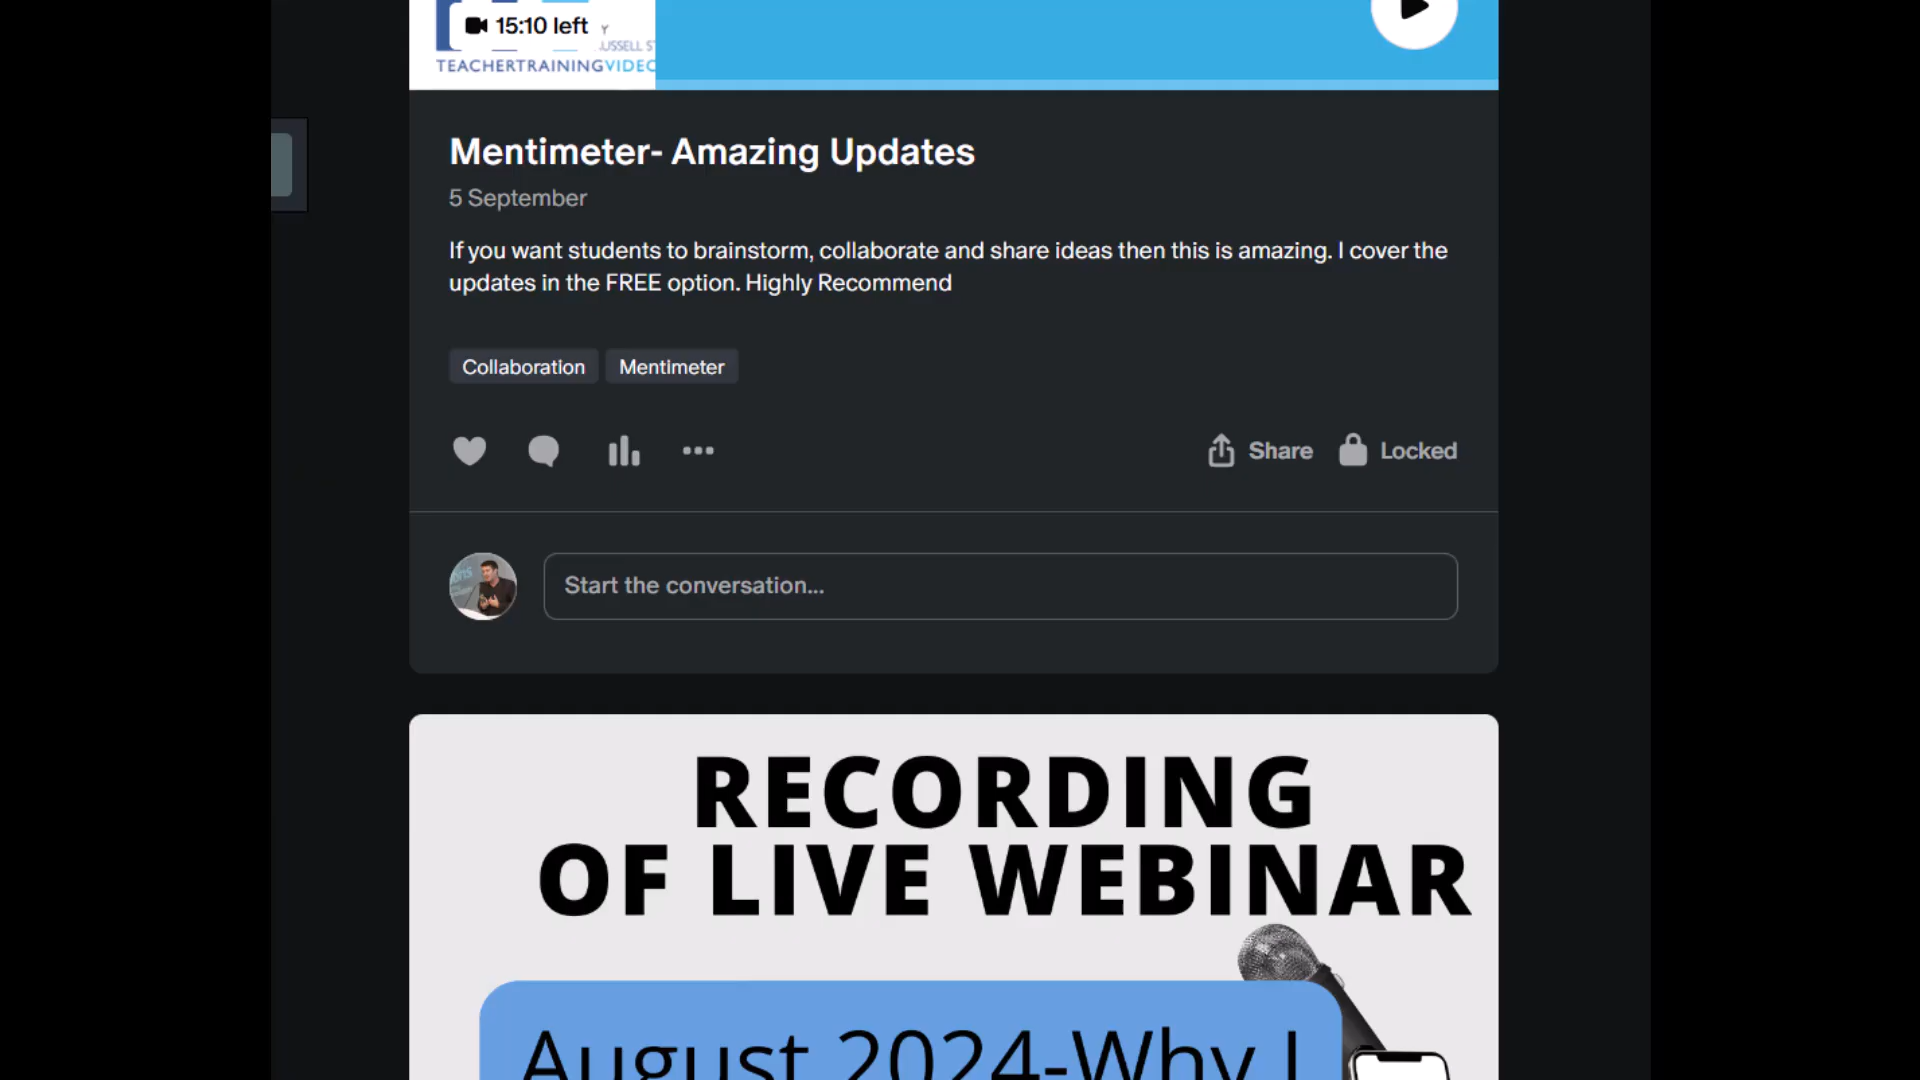 15:10 left
TEACHERTRAININGVIDEO
Mentimeter- Amazing Updates
5 September
If you want students to brainstorm, collaborate and share ideas then this is amazing. I cover the
updates in the FREE option. Highly Recommend
Collaboration Mentimeter
Share Locked
Start the conversation...
RECORDING
OF LIVE WEBINAR
August 2024-Why I